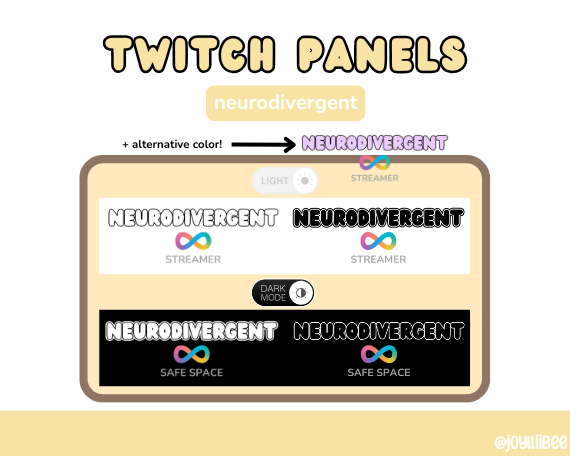 TWITCH PANELS
neurodivergent
+ alternative color!
NEURODIVERGENT
STREAMER
LIGHT
NEURODIVERGENT
STREAMER
NEURODIVERGENT
STREAMER
DARK
MODE
NEURODIVERGENT
SAFE SPACE
NEURODIVERGENT
SAFE SPACE
@joylliibee